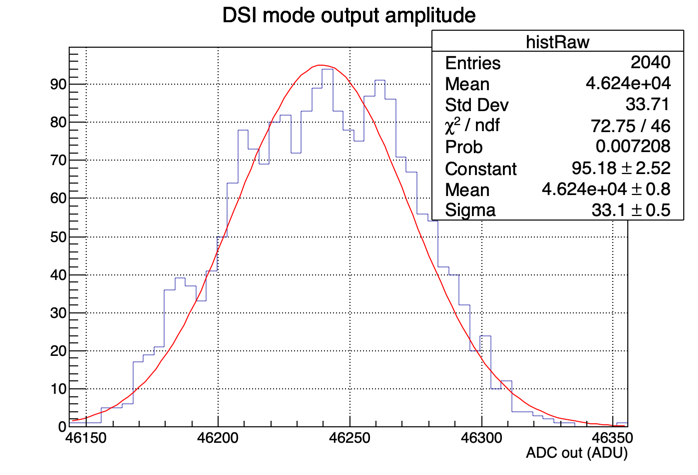 DSI mode output amplitude
histRaw
Entries 2040
Mean 4.624e+04
Std Dev 33.71
χ² / ndf 72.75 / 46
Prob 0.007208
Constant 95.18 ± 2.52
Mean 4.624e+04 ± 0.8
Sigma 33.1 ± 0.5
90
80
70
60
50
40
30
20
10
0
46150 46200 46250 46300 46350
ADC out (ADU)